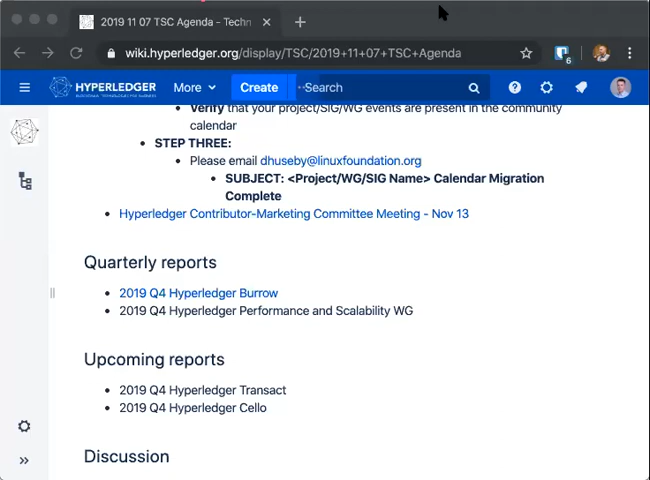 2019 11 07 TSC Agenda - Techn
wiki.hyperledger.org/display/TSC/2019+11+07+TSC+Agenda
6
HYPERLEDGER
More
Create
Search
Verify that your project/SIG/WG events are present in the community
calendar
STEP THREE:
Please email dhuseby@linuxfoundation.org
SUBJECT: <Project/WG/SIG Name> Calendar Migration
Complete
Hyperledger Contributor-Marketing Committee Meeting - Nov 13
Quarterly reports
2019 Q4 Hyperledger Burrow
2019 Q4 Hyperledger Performance and Scalability WG
Upcoming reports
2019 Q4 Hyperledger Transact
2019 Q4 Hyperledger Cello
Discussion